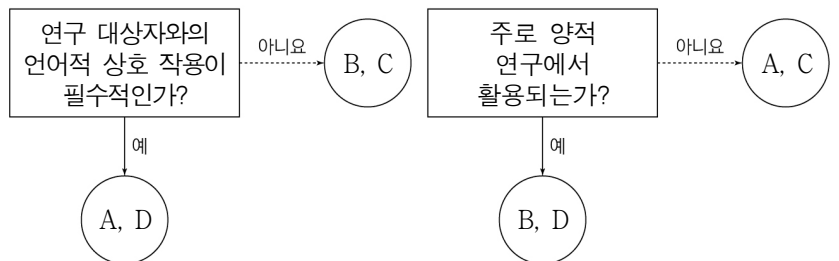 연구 대상자와의
언어적 상호 작용이
필수적인가?
아니요
B, C
예
A, D
주로 양적
연구에서
활용되는가?
아니요
A, C
예
B, D